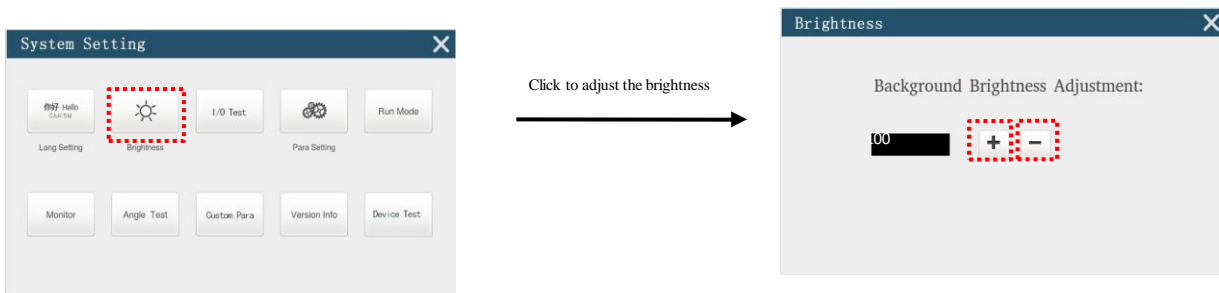 System Setting
你好 Hello
I/O Test
Run Mode
Lang Setting
Brightness
Para Setting
Monitor
Angle Test
Custom Para
Version Info
Device Test
Click to adjust the brightness
Brightness
Background Brightness Adjustment:
100
+
-